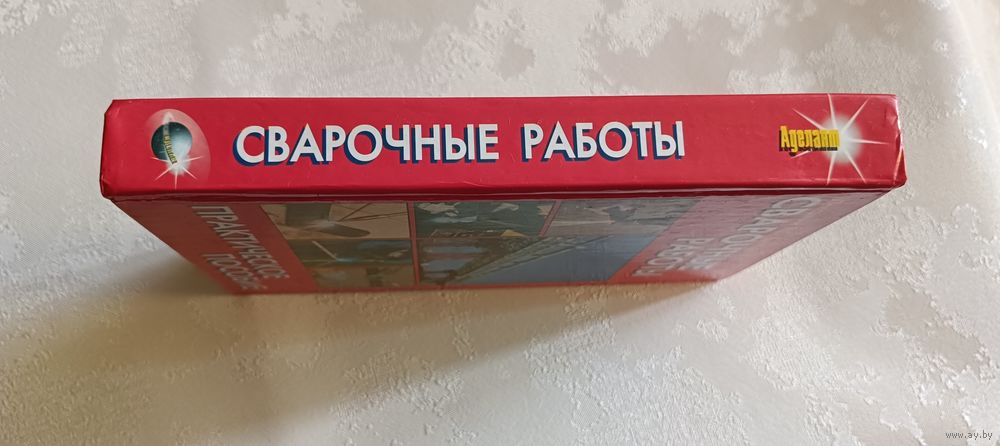 СВАРОЧНЫЕ РАБОТЫ
Аделант
ПРАКТИЧЕСКОЕ
ПОСОБИЕ
СВАРОЧНЫЕ
РАБОТЫ
www.ay.by